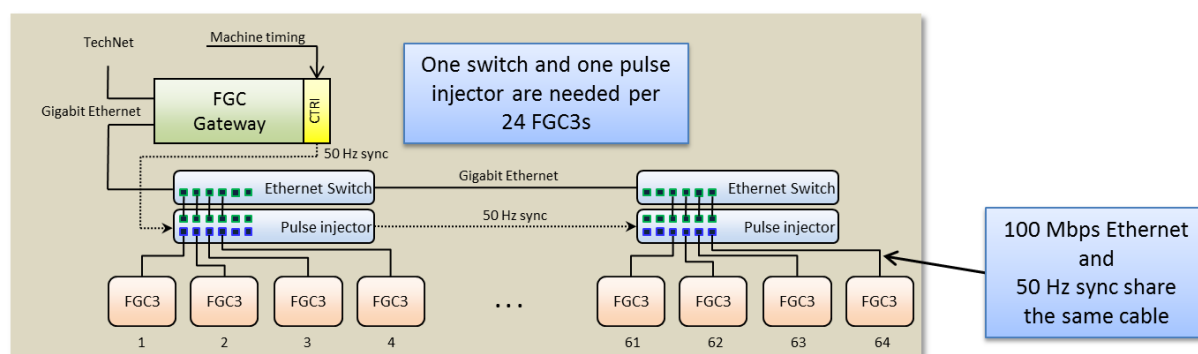 Machine timing
TechNet
One switch and one pulse
injector are needed per
24 FGC3s
FGC
Gateway
CTRI
Gigabit Ethernet
50 Hz sync
Ethernet Switch
Gigabit Ethernet
Ethernet Switch
Pulse injector
50 Hz sync
Pulse injector
100 Mbps Ethernet
and
50 Hz sync share
the same cable
FGC3
FGC3
FGC3
FGC3
...
FGC3
FGC3
FGC3
FGC3
1
2
3
4
61
62
63
64